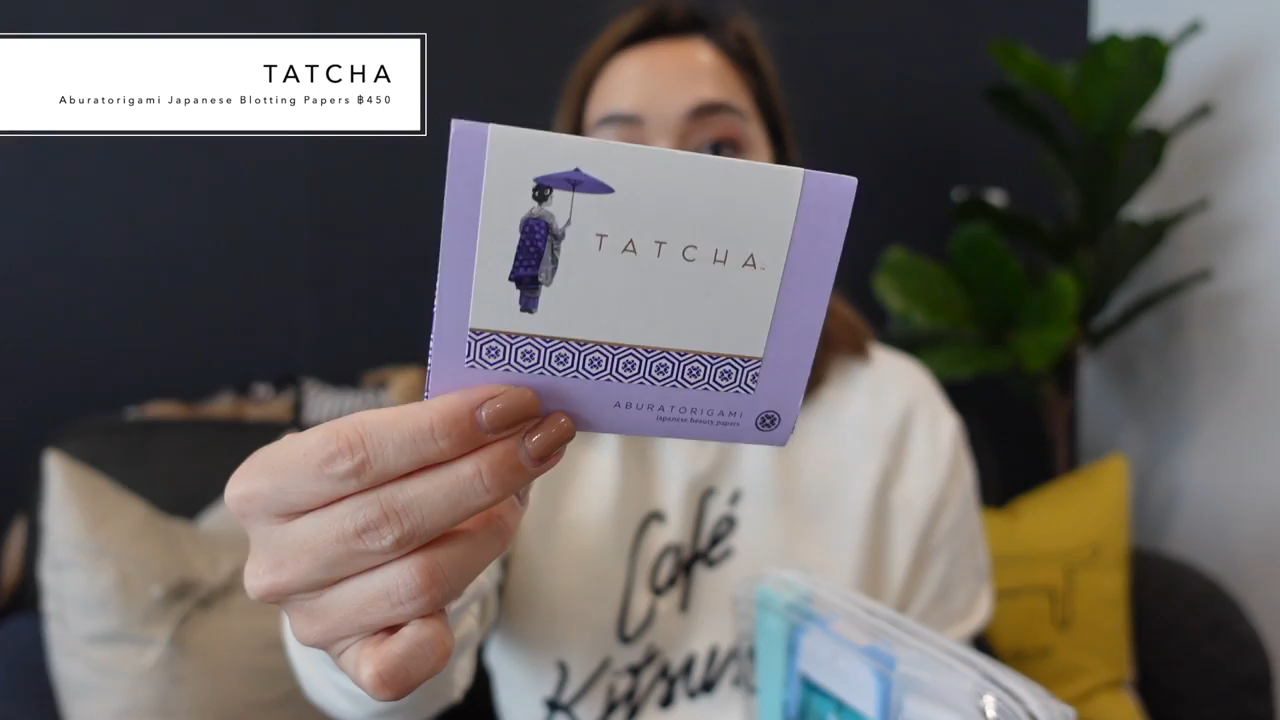 TATCHA
Aburatorigami Japanese Blotting Papers ฿450
TATCHA
ABURATORIGAMI
japanese beauty papers
Café